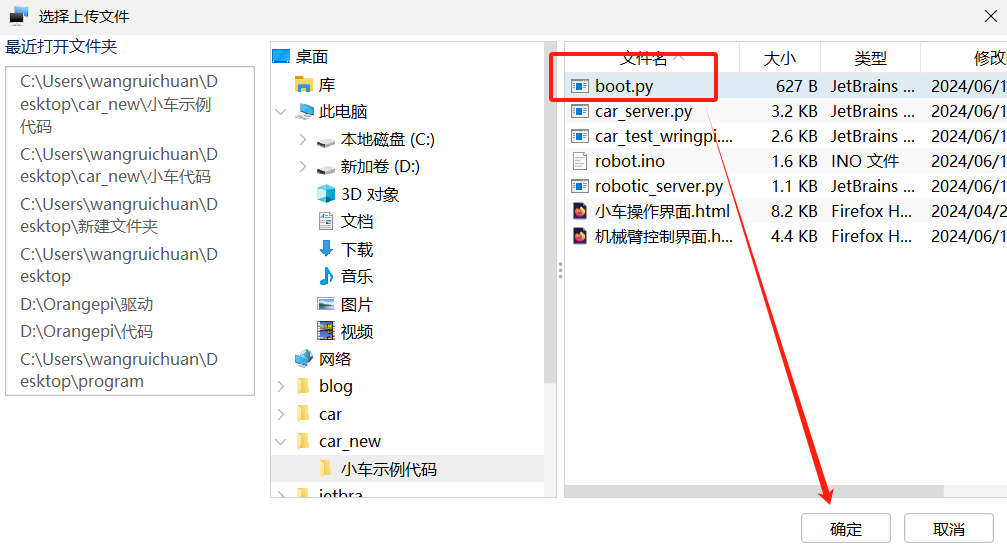 选择上传文件
最近打开文件夹
C:\Users\wangruichuan\D
esktop\car_new\小车示例
代码
C:\Users\wangruichuan\D
esktop\car_new\小车代码
C:\Users\wangruichuan\D
esktop\新建文件夹
C:\Users\wangruichuan\D
esktop
D:\Orangepi\驱动
D:\Orangepi\代码
C:\Users\wangruichuan\D
esktop\program
桌面
库
此电脑
本地磁盘 (C:)
新加卷 (D:)
3D 对象
文档
下载
音乐
图片
视频
网络
blog
car
car_new
小车示例代码
jetbra
文件名 大小 类型 修改
boot.py 627 B JetBrains ... 2024/06/1
car_server.py 3.2 KB JetBrains ... 2024/06/1
car_test_wringpi.... 2.6 KB JetBrains ... 2024/06/1
robot.ino 1.6 KB INO 文件 2024/06/1
robotic_server.py 1.1 KB JetBrains ... 2024/06/1
小车操作界面.html 8.2 KB Firefox H... 2024/04/2
机械臂控制界面.h... 4.4 KB Firefox H... 2024/06/1
确定 取消